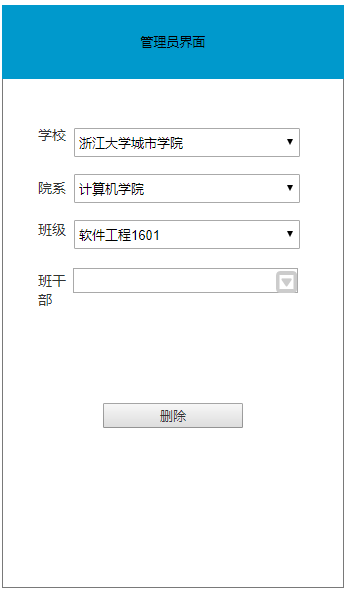 管理员界面
学校 浙江大学城市学院
院系 计算机学院
班级 软件工程1601
班干
部
删除